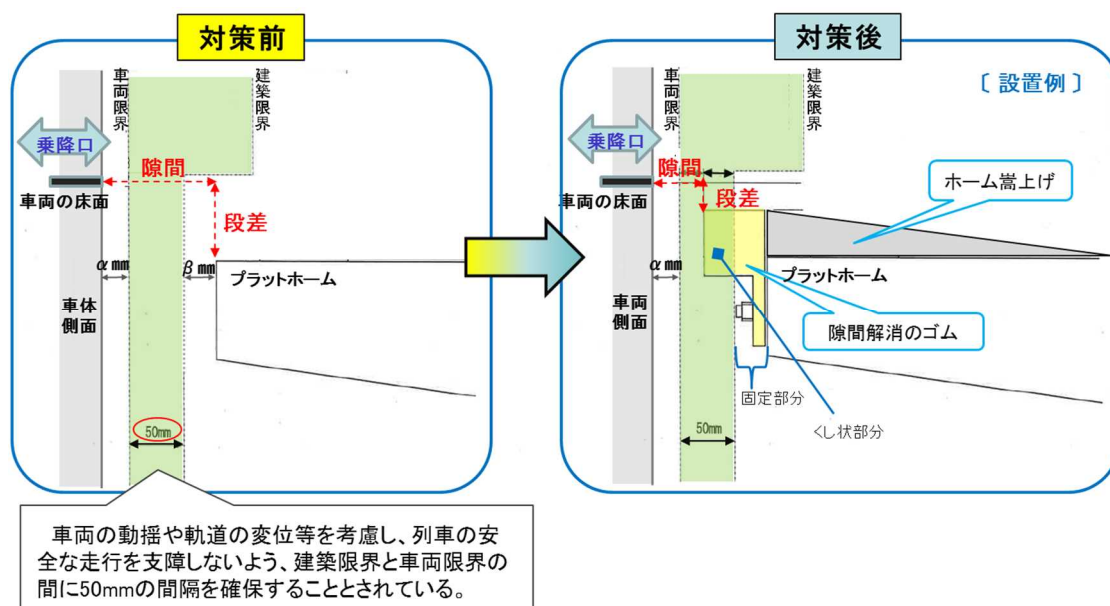 対策前
車両限界
建築限界
乗降口
隙間
車両の床面
段差
αmm
βmm
プラットホーム
車体
側面
50mm
車両の動揺や軌道の変位等を考慮し、列車の安
全な走行を支障しないよう、建築限界と車両限界の
間に50mmの間隔を確保することとされている。
対策後
〔 設置例 〕
車両限界
建築限界
乗降口
隙間
車両の床面
段差
ホーム嵩上げ
αmm
プラットホーム
車両
側面
隙間解消のゴム
固定部分
くし状部分
50mm